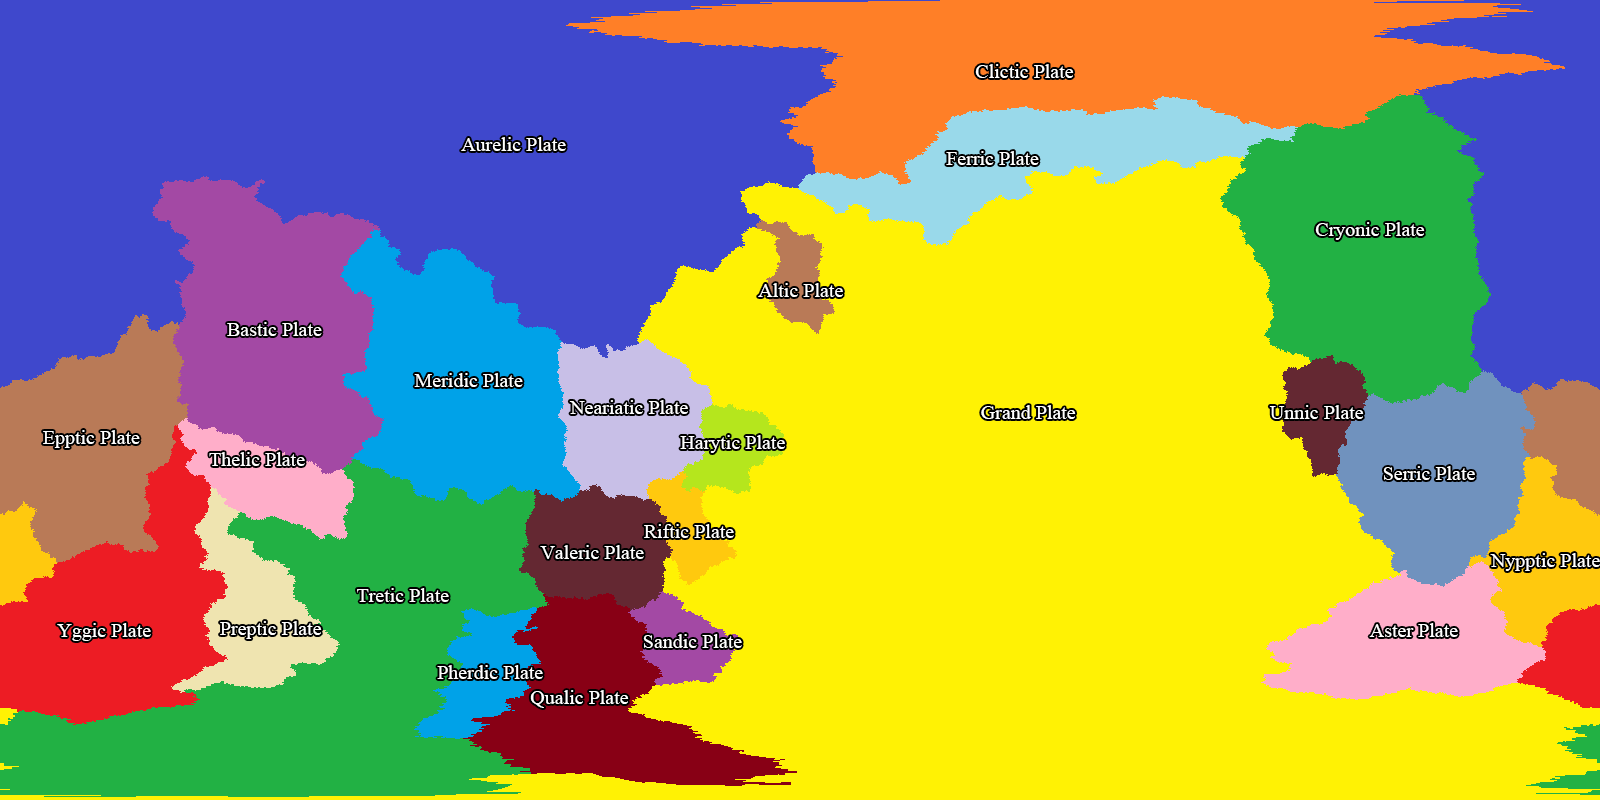 Clictic Plate
Aurelic Plate
Ferric Plate
Cryonic Plate
Altic Plate
Bastic Plate
Meridic Plate
Neariatic Plate
Grand Plate
Unnic Plate
Epptic Plate
Harytic Plate
Thelic Plate
Serric Plate
Riftic Plate
Valeric Plate
Nypptic Plate
Tretic Plate
Yggic Plate
Preptic Plate
Aster Plate
Sandic Plate
Pherdic Plate
Qualic Plate